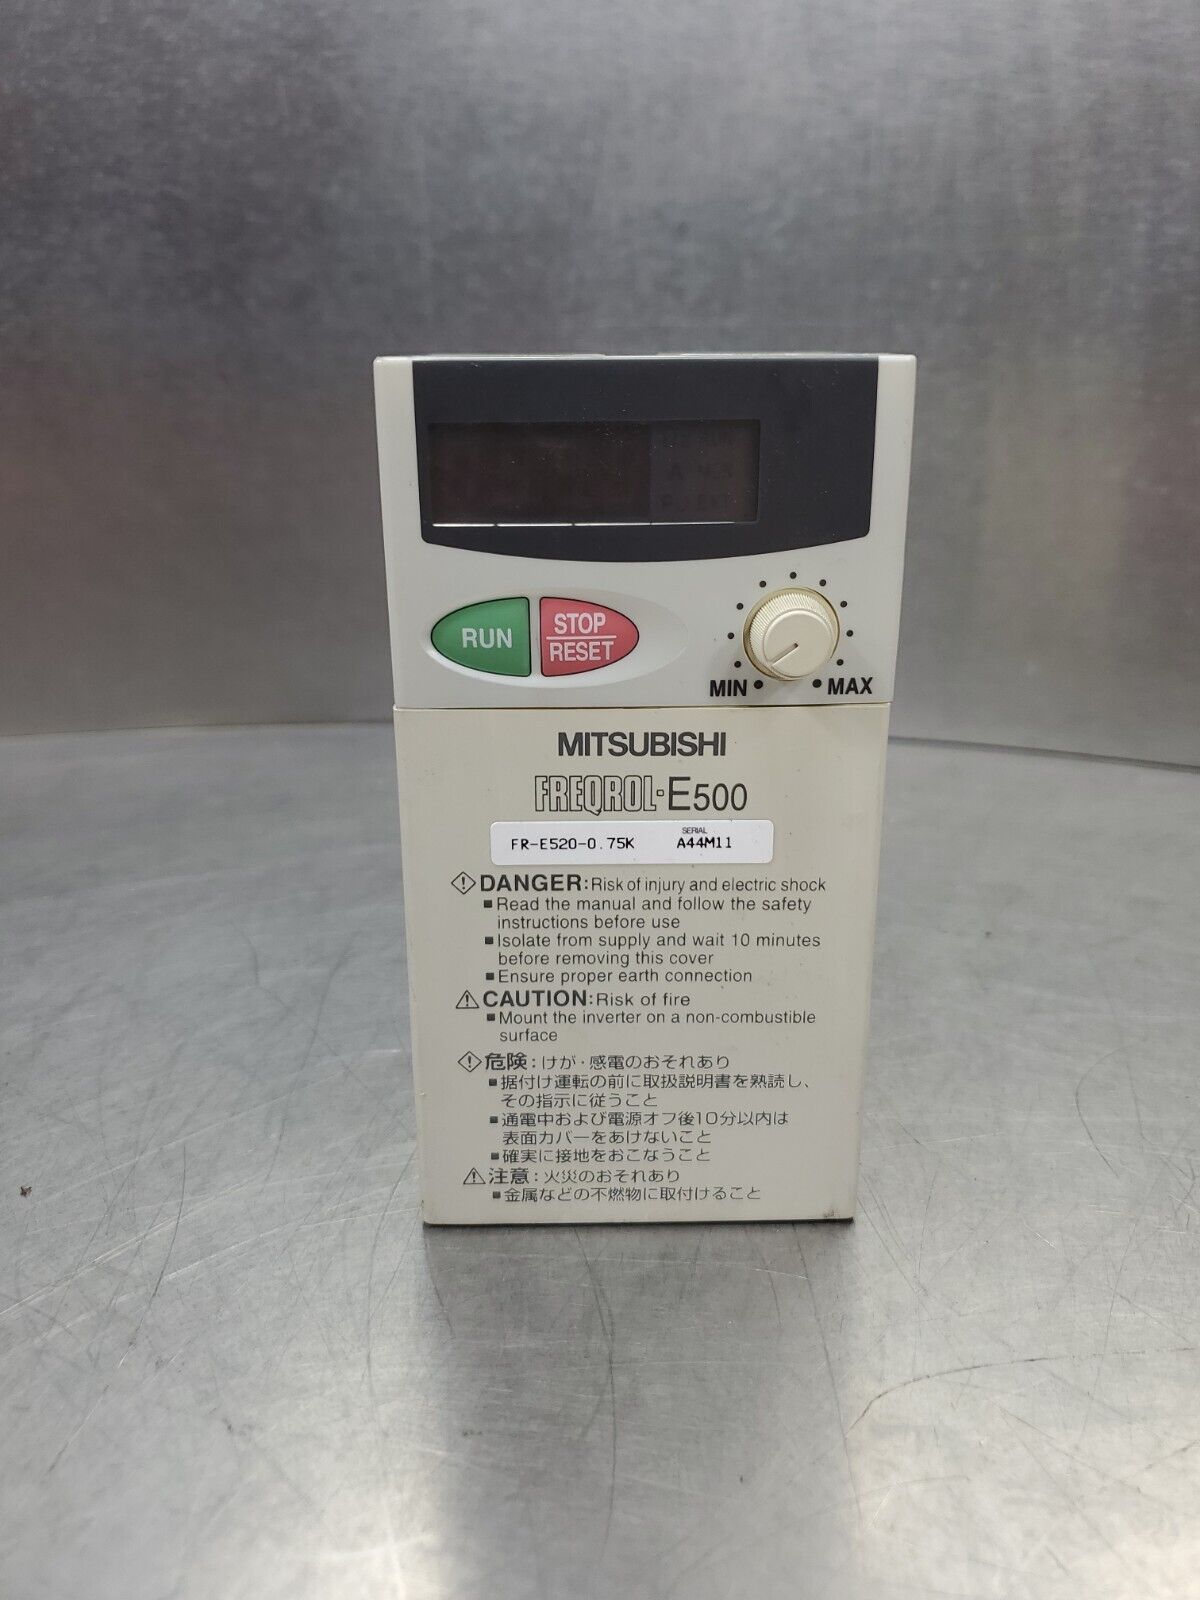 RUN
STOP
RESET
MIN
MAX
MITSUBISHI
FREQROL-E500
SERIAL
FR-E520-0.75K A44M11
DANGER: Risk of injury and electric shock
■ Read the manual and follow the safety
instructions before use
■ Isolate from supply and wait 10 minutes
before removing this cover
■ Ensure proper earth connection
CAUTION: Risk of fire
■ Mount the inverter on a non-combustible
surface
危険：けが・感電のおそれあり
■ 据付け運転の前に取扱説明書を熟読し、
その指示に従うこと
■ 通電中および電源オフ後10分以内は
表面カバーをあけないこと
■ 確実に接地をおこなうこと
注意：火災のおそれあり
■ 金属などの不燃物に取付けること